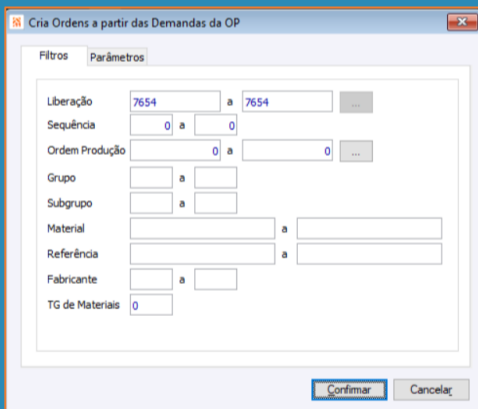 Cria Ordens a partir das Demandas da OP
Filtros Parâmetros
Liberação 7654 a 7654 ...
Sequência 0 a 0
Ordem Produção 0 a 0 ...
Grupo a
Subgrupo a
Material a
Referência a
Fabricante a
TG de Materiais 0
Confirmar Cancelar